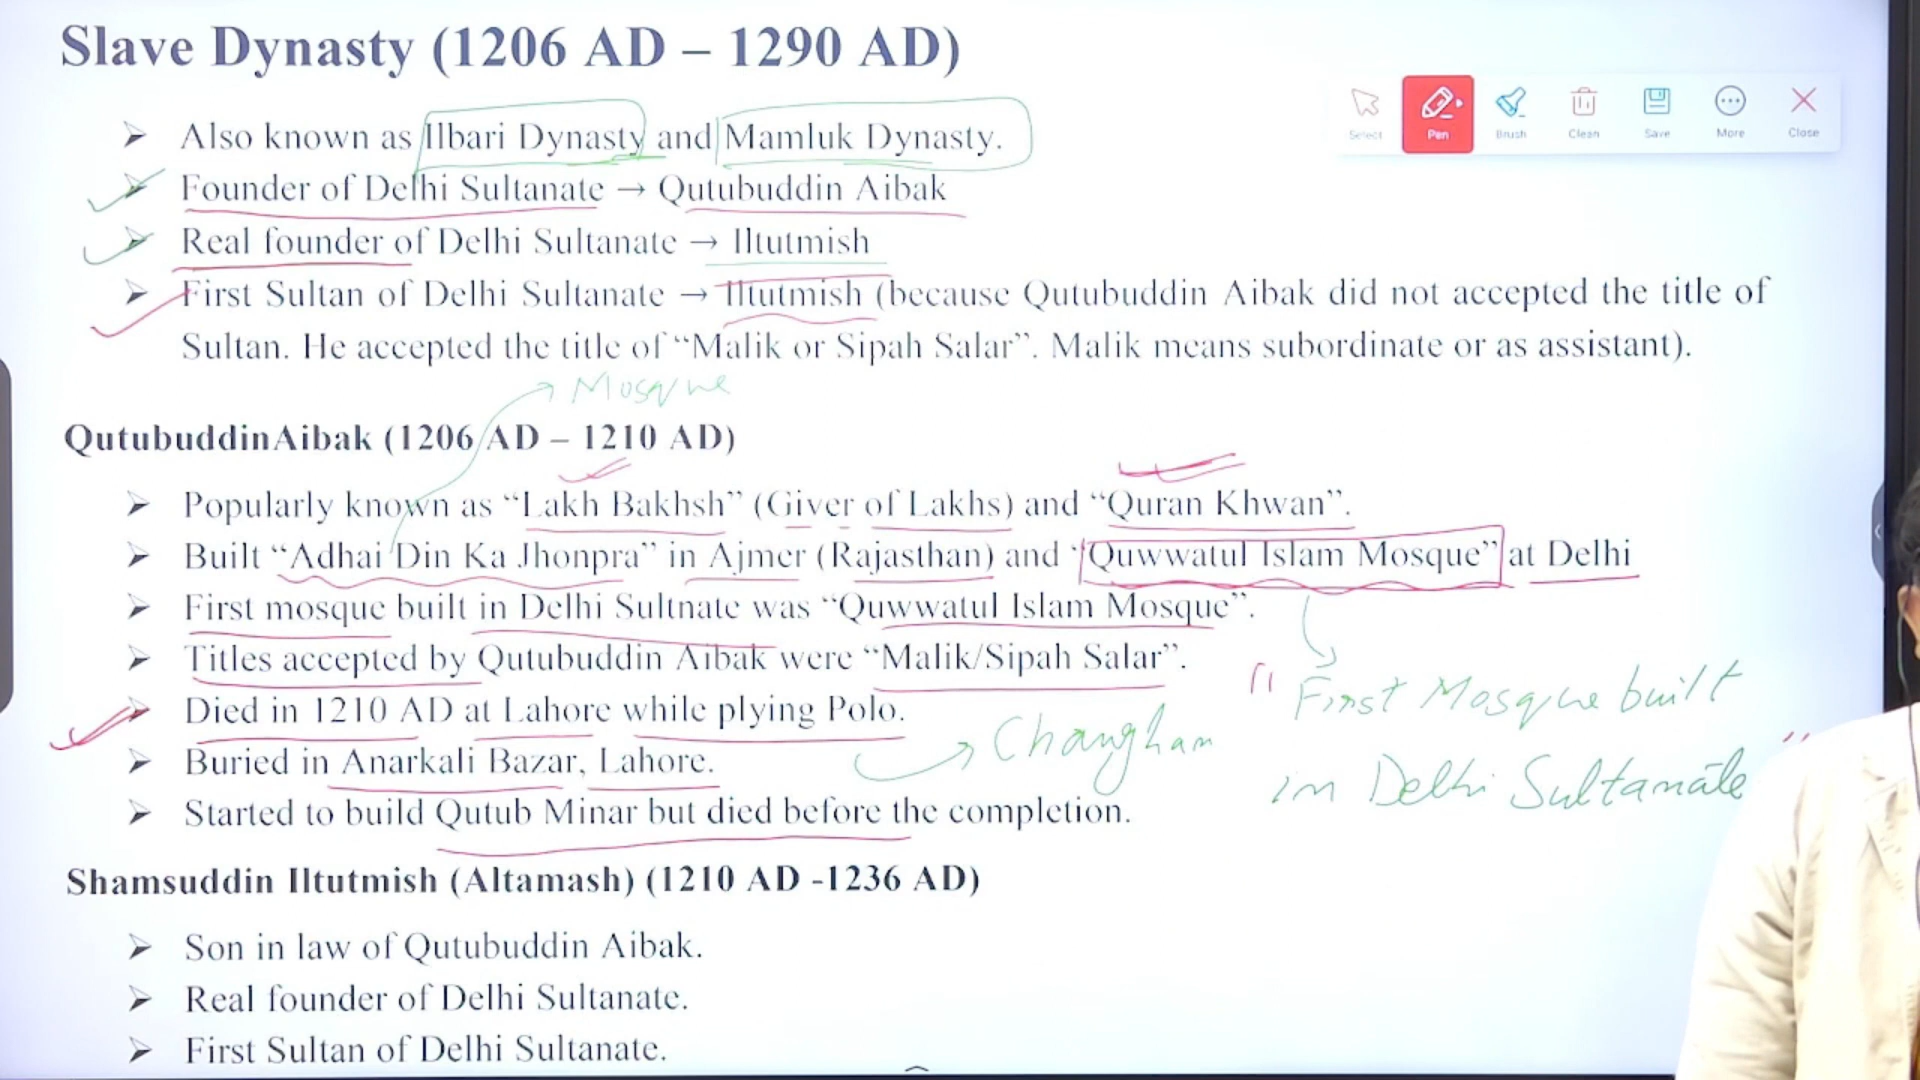 Slave Dynasty (1206 AD – 1290 AD)
Select Pen Brush Clean Save More Close
➢ Also known as Ilbari Dynasty and Mamluk Dynasty.
➢ Founder of Delhi Sultanate → Qutubuddin Aibak
➢ Real founder of Delhi Sultanate → Iltutmish
➢ First Sultan of Delhi Sultanate → Iltutmish (because Qutubuddin Aibak did not accepted the title of
Sultan. He accepted the title of “Malik or Sipah Salar”. Malik means subordinate or as assistant).
→ Mosque
QutubuddinAibak (1206 AD – 1210 AD)
➢ Popularly known as “Lakh Bakhsh” (Giver of Lakhs) and “Quran Khwan”.
➢ Built “Adhai Din Ka Jhonpra” in Ajmer (Rajasthan) and “Quwwatul Islam Mosque” at Delhi
➢ First mosque built in Delhi Sultnate was “Quwwatul Islam Mosque”.
➢ Titles accepted by Qutubuddin Aibak were “Malik/Sipah Salar”.
" First Mosque built
➢ Died in 1210 AD at Lahore while plying Polo.
→ Changham
➢ Buried in Anarkali Bazar, Lahore.
in Delhi Sultanate "
➢ Started to build Qutub Minar but died before the completion.
Shamsuddin Iltutmish (Altamash) (1210 AD -1236 AD)
➢ Son in law of Qutubuddin Aibak.
➢ Real founder of Delhi Sultanate.
➢ First Sultan of Delhi Sultanate.